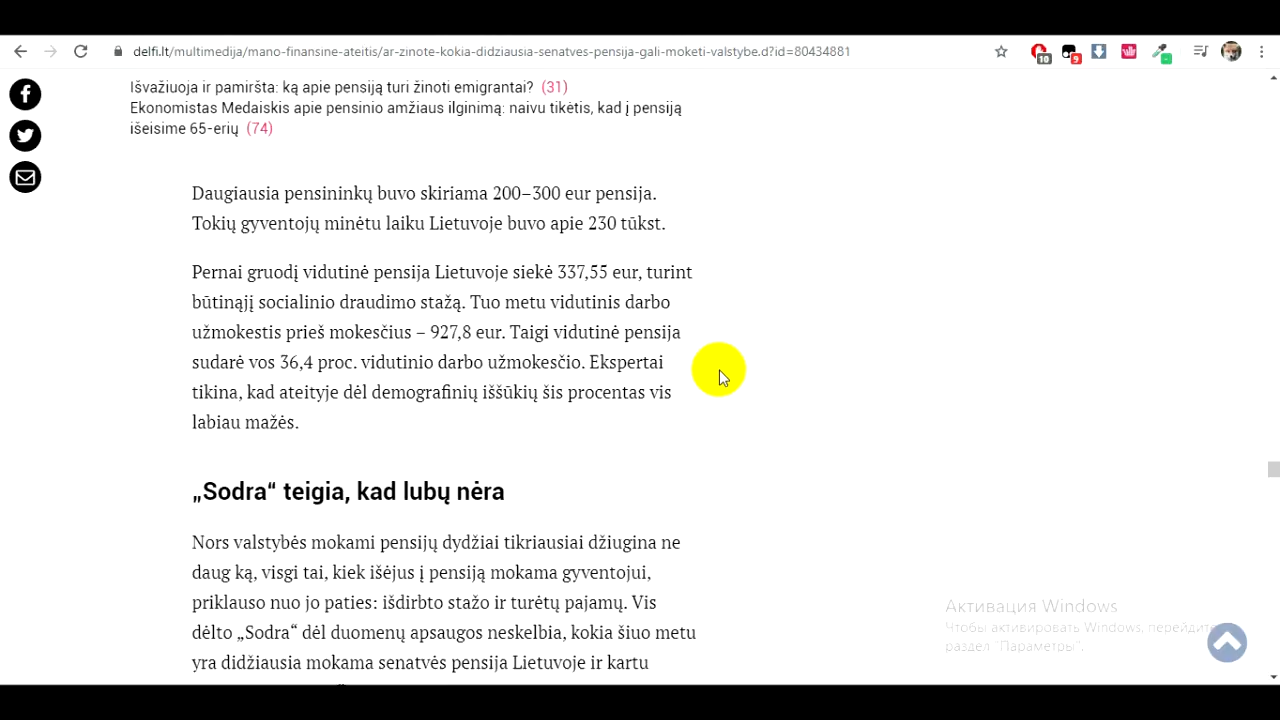 delfi.lt/multimedija/mano-finansine-ateitis/ar-zinote-kokia-didziausia-senatves-pensija-gali-moketi-valstybe.d?id=80434881
10
9
Išvažiuoja ir pamiršta: ką apie pensiją turi žinoti emigrantai? (31)
Ekonomistas Medaiskis apie pensinio amžiaus ilginimą: naivu tikėtis, kad į pensiją
išeisime 65-erių (74)
Daugiausia pensininkų buvo skiriama 200–300 eur pensija.
Tokių gyventojų minėtu laiku Lietuvoje buvo apie 230 tūkst.
Pernai gruodį vidutinė pensija Lietuvoje siekė 337,55 eur, turint
būtinąjį socialinio draudimo stažą. Tuo metu vidutinis darbo
užmokestis prieš mokesčius – 927,8 eur. Taigi vidutinė pensija
sudarė vos 36,4 proc. vidutinio darbo užmokesčio. Ekspertai
tikina, kad ateityje dėl demografinių iššūkių šis procentas vis
labiau mažės.
„Sodra“ teigia, kad lubų nėra
Nors valstybės mokami pensijų dydžiai tikriausiai džiugina ne
daug ką, visgi tai, kiek išėjus į pensiją mokama gyventojui,
priklauso nuo jo paties: išdirbto stažo ir turėtų pajamų. Vis
dėlto „Sodra“ dėl duomenų apsaugos neskelbia, kokia šiuo metu
yra didžiausia mokama senatvės pensija Lietuvoje ir kartu
Активация Windows
Чтобы активировать Windows, перейдите
раздел "Параметры".